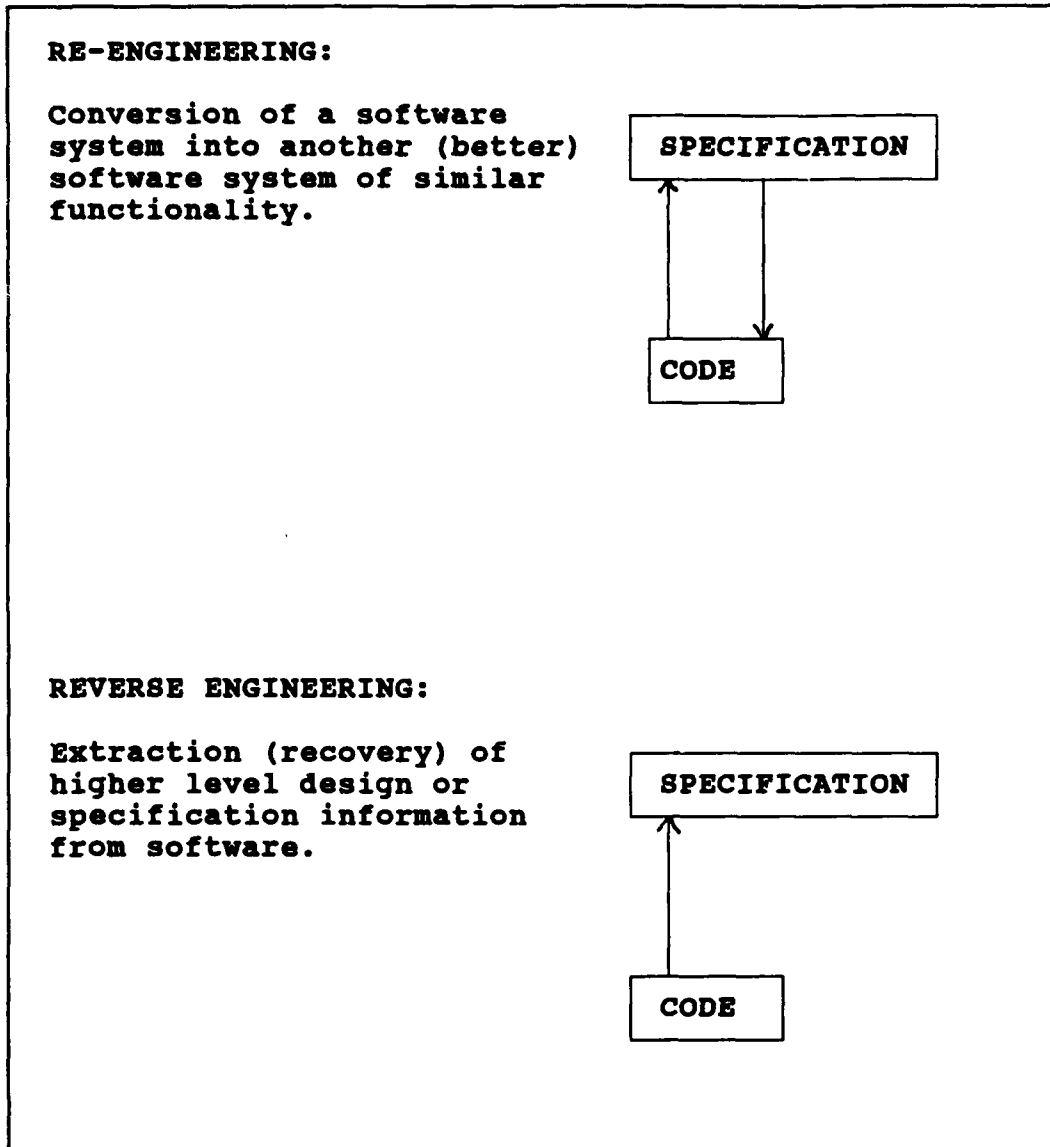 RE-ENGINEERING:
Conversion of a software
system into another (better)
software system of similar
functionality.
SPECIFICATION
CODE
REVERSE ENGINEERING:
Extraction (recovery) of
higher level design or
specification information
from software.
SPECIFICATION
CODE